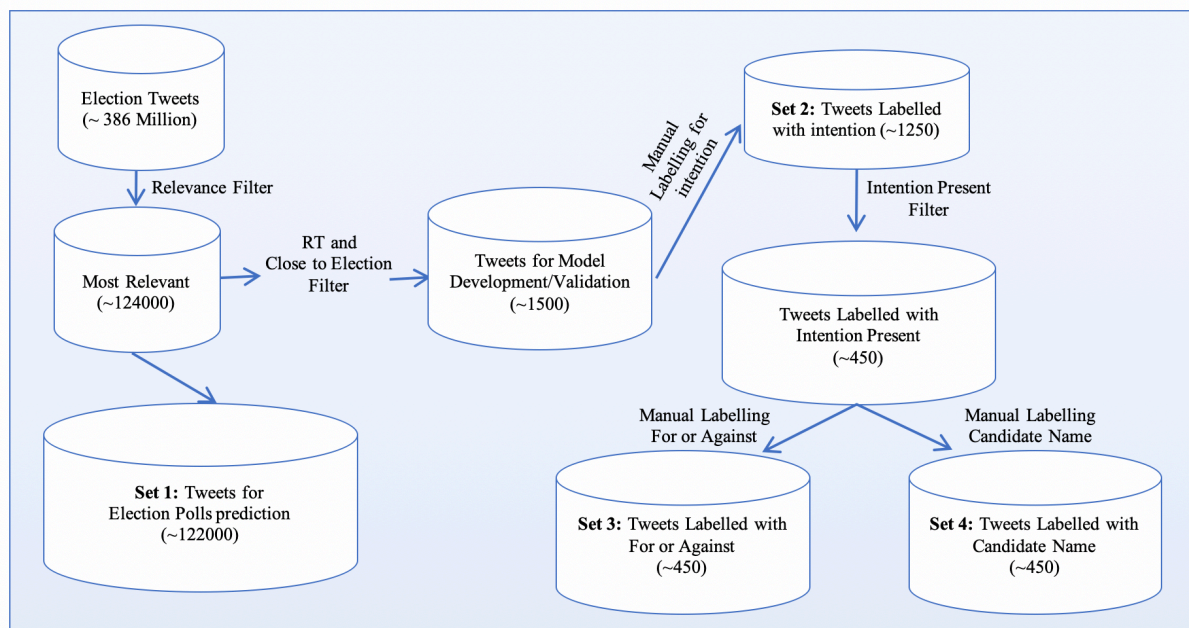 Election Tweets
(~ 386 Million)
Relevance Filter
Most Relevant
(~124000)
RT and
Close to Election
Filter
Tweets for Model
Development/Validation
(~1500)
Manual
Labelling for
intention
Set 2: Tweets Labelled
with intention (~1250)
Intention Present
Filter
Tweets Labelled with
Intention Present
(~450)
Manual Labelling
For or Against
Manual Labelling
Candidate Name
Set 1: Tweets for
Election Polls prediction
(~122000)
Set 3: Tweets Labelled with
For or Against
(~450)
Set 4: Tweets Labelled with
Candidate Name
(~450)